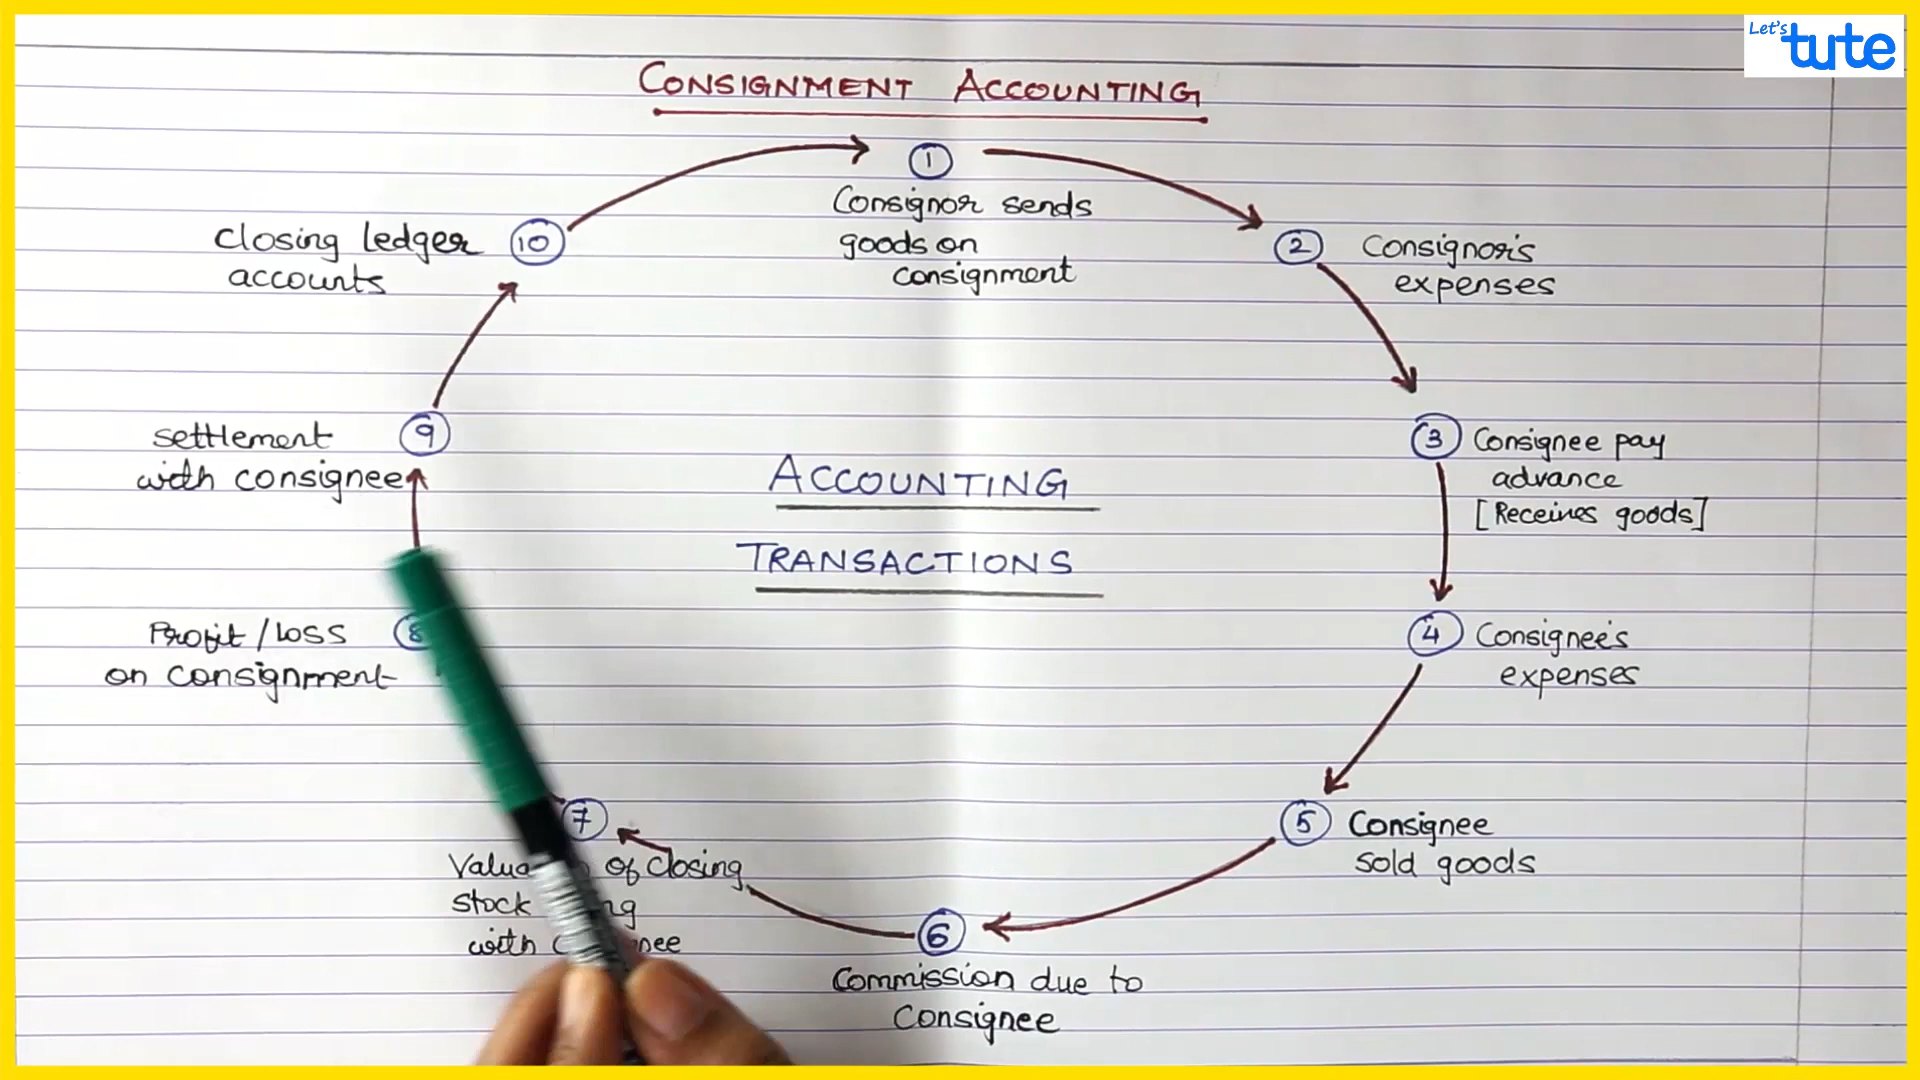 Let's
tute
CONSIGNMENT ACCOUNTING
1
Consignor sends
goods on
consignment
2 Consignor's
expenses
3 Consignee pay
advance
[Receives goods]
4 Consignee's
expenses
5 Consignee
sold goods
6
Commission due to
Consignee
7
of closing
stock
with
8
Profit / Loss
on consignment
9
settlement
with consignee
10
closing ledger
accounts
ACCOUNTING
TRANSACTIONS